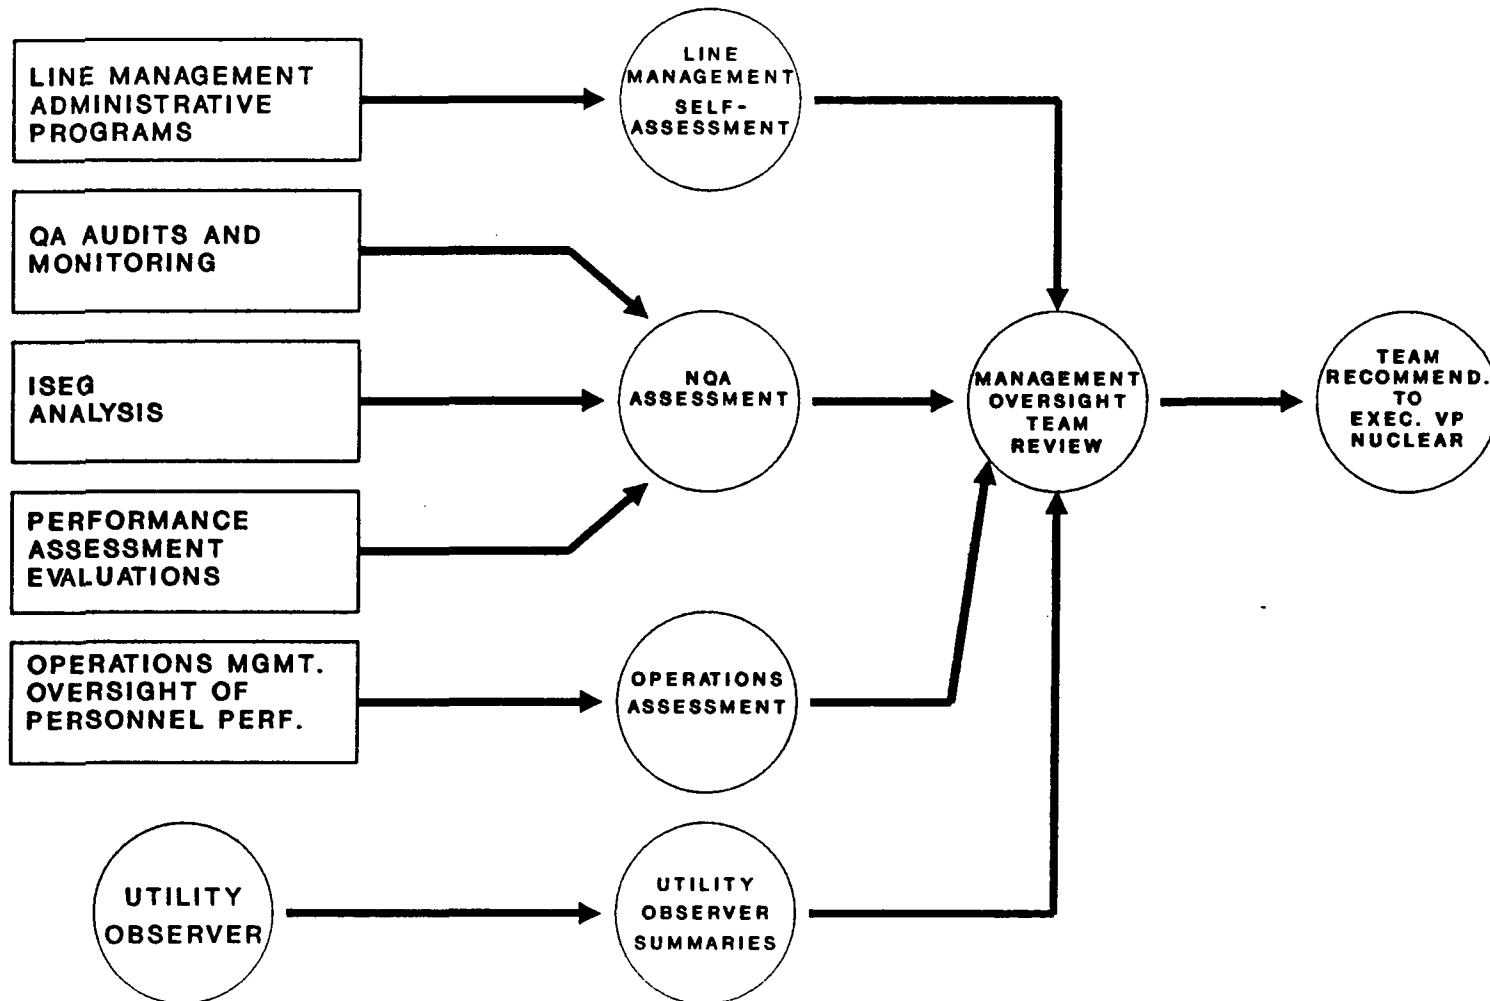 LINE MANAGEMENT
ADMINISTRATIVE
PROGRAMS
LINE
MANAGEMENT
SELF-
ASSESSMENT
QA AUDITS AND
MONITORING
ISEG
ANALYSIS
NQA
ASSESSMENT
MANAGEMENT
OVERSIGHT
TEAM
REVIEW
TEAM
RECOMMEND.
TO
EXEC. VP
NUCLEAR
PERFORMANCE
ASSESSMENT
EVALUATIONS
OPERATIONS MGMT.
OVERSIGHT OF
PERSONNEL PERF.
OPERATIONS
ASSESSMENT
UTILITY
OBSERVER
UTILITY
OBSERVER
SUMMARIES